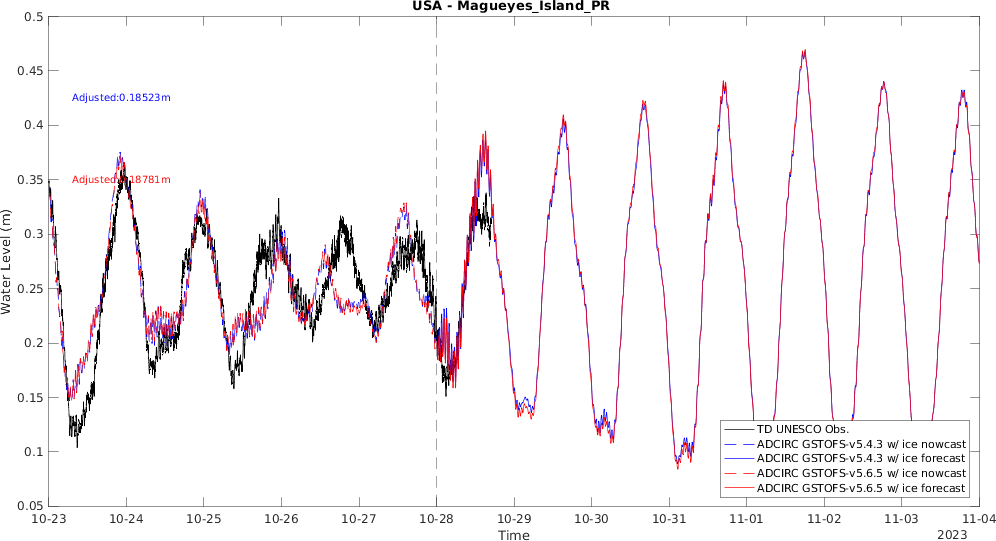 USA - Magueyes_Island_PR
Water Level (m)
0.5
0.45
0.4
0.35
0.3
0.25
0.2
0.15
0.1
0.05
Adjusted:0.18523m
Adjusted:0.18781m
TD UNESCO Obs.
ADCIRC GSTOFS-v5.4.3 w/ ice nowcast
ADCIRC GSTOFS-v5.4.3 w/ ice forecast
ADCIRC GSTOFS-v5.6.5 w/ ice nowcast
ADCIRC GSTOFS-v5.6.5 w/ ice forecast
10-23 10-24 10-25 10-26 10-27 10-28 10-29 10-30 10-31 11-01 11-02 11-03 11-04
Time
2023